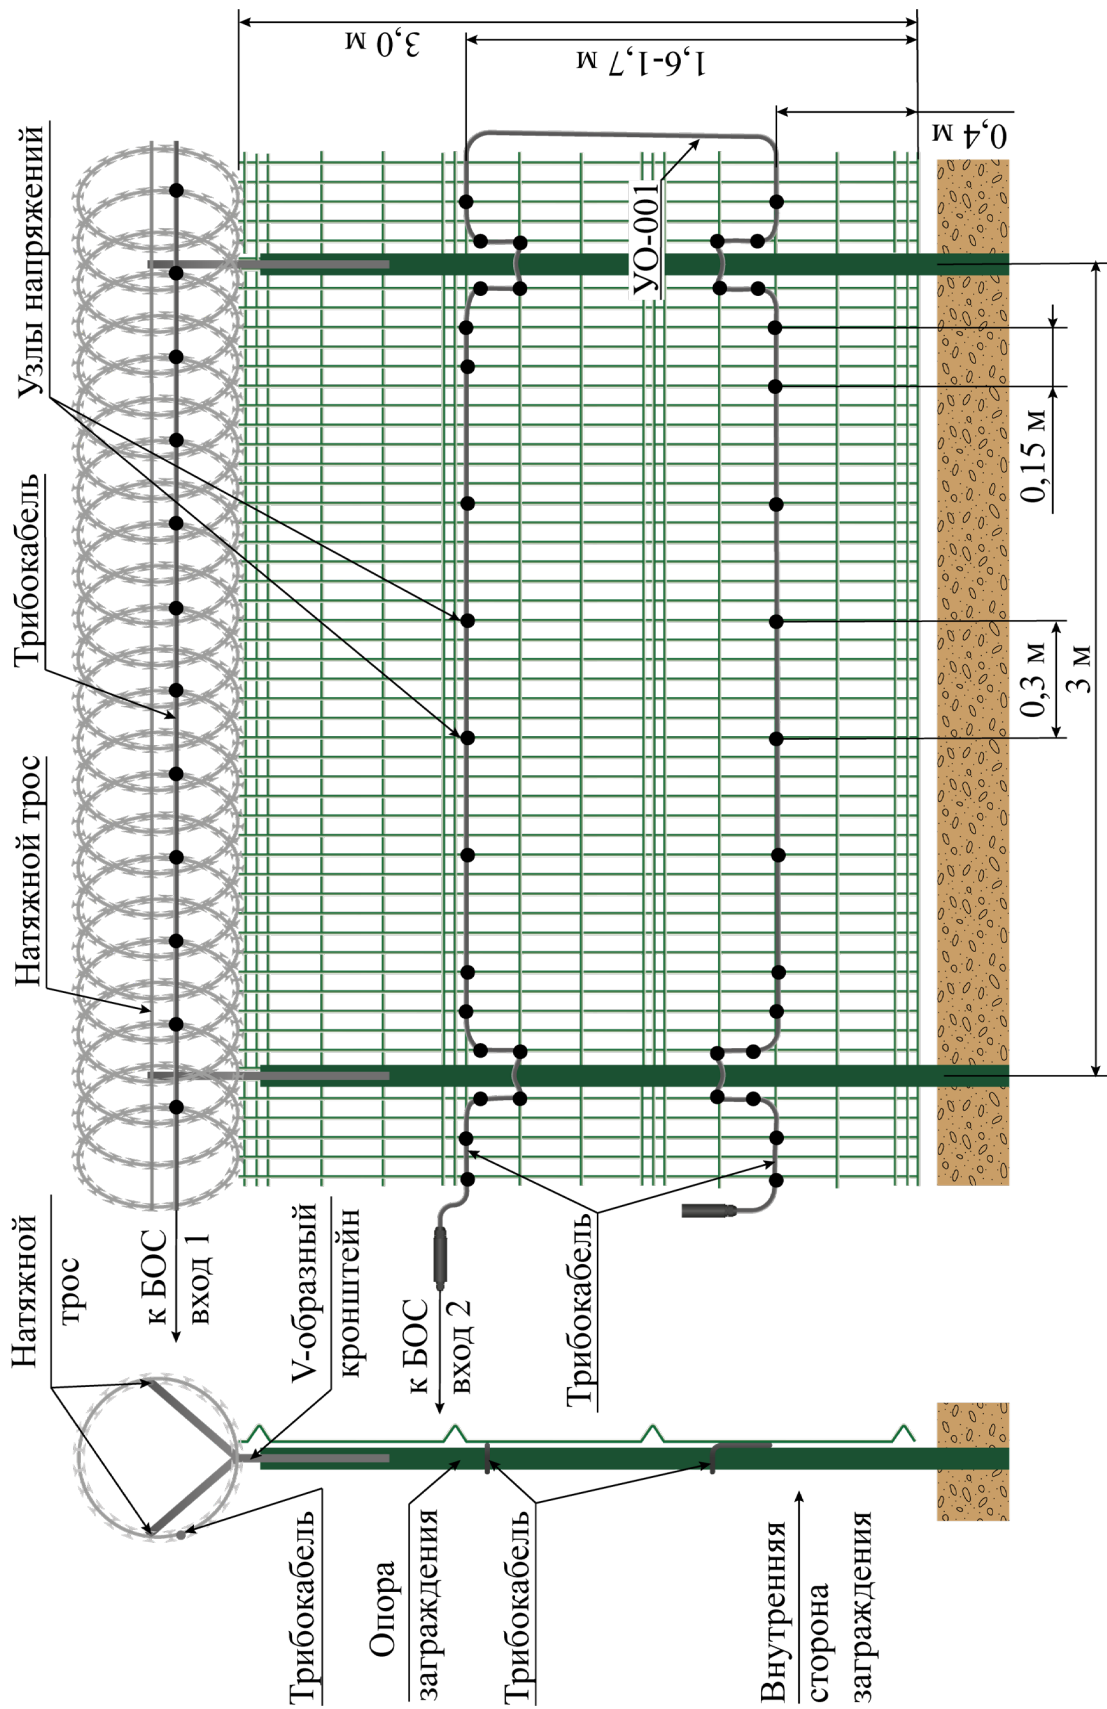 Натяжной
трос
к БОС
вход 1
Натяжной трос
Трибокабель
Узлы напряжений
3,0 м
1,6-1,7 м
0,4 м
V-образный
кронштейн
к БОС
вход 2
УО-001
Трибокабель
Трибокабель
Опора
заграждения
Трибокабель
Внутренняя
сторона
заграждения
0,3 м
0,15 м
3 м